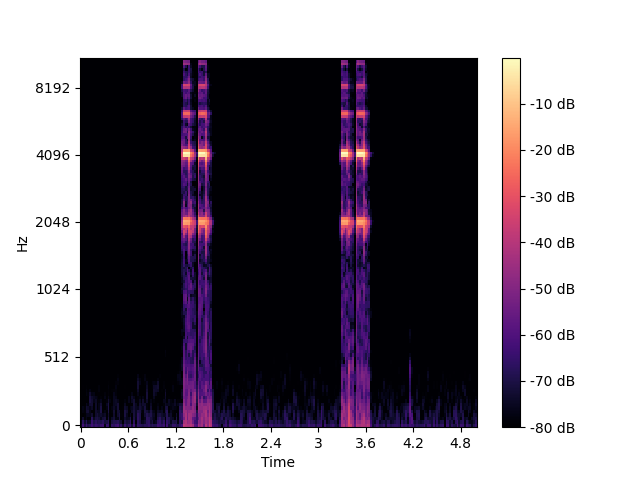 8192
4096
2048
1024
512
0
Hz
0 0.6 1.2 1.8 2.4 3 3.6 4.2 4.8
Time
-10 dB
-20 dB
-30 dB
-40 dB
-50 dB
-60 dB
-70 dB
-80 dB